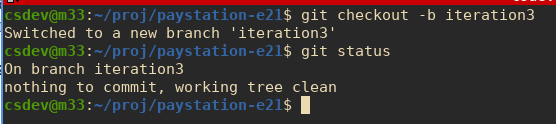 csdev@m33:~/proj/paystation-e21$ git checkout -b iteration3
Switched to a new branch 'iteration3'
csdev@m33:~/proj/paystation-e21$ git status
On branch iteration3
nothing to commit, working tree clean
csdev@m33:~/proj/paystation-e21$